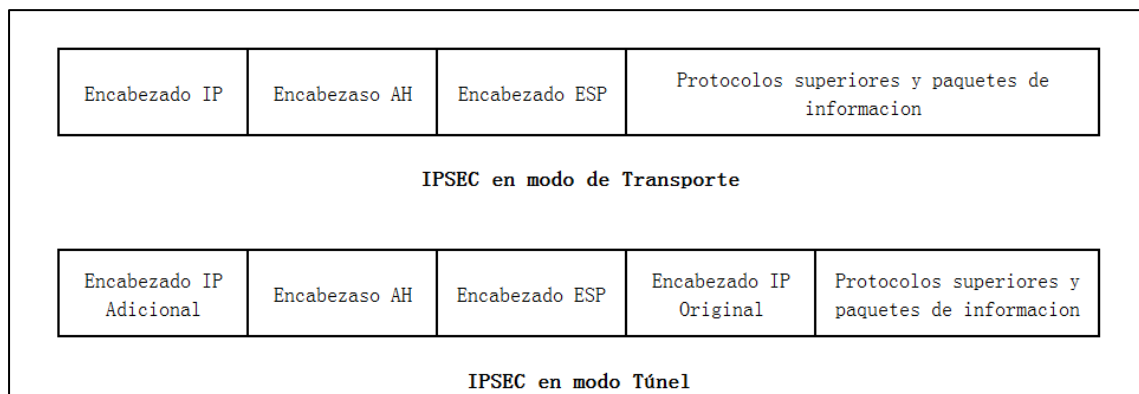 Encabezado IP
Encabezaso AH
Encabezado ESP
Protocolos superiores y paquetes de
informacion
IPSEC en modo de Transporte
Encabezado IP
Adicional
Encabezaso AH
Encabezado ESP
Encabezado IP
Original
Protocolos superiores y
paquetes de informacion
IPSEC en modo Túnel